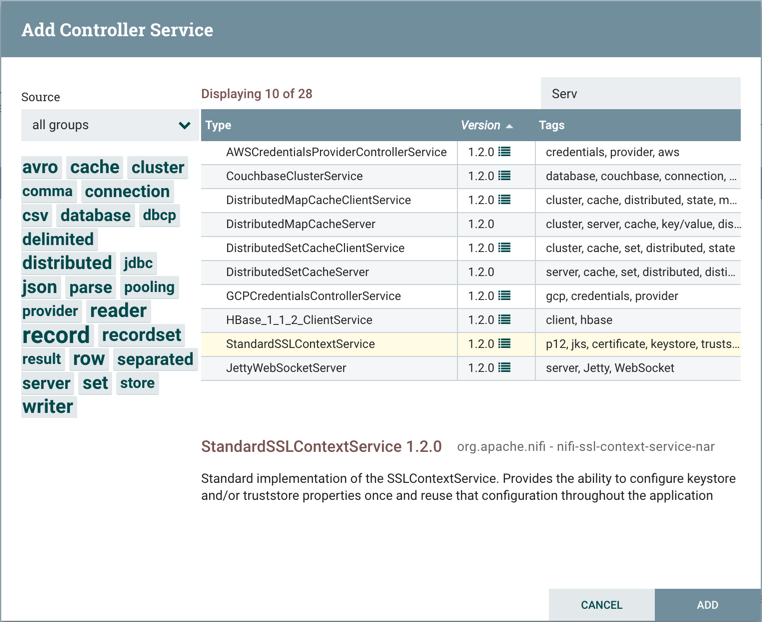 Add Controller Service
Source
Displaying 10 of 28
Serv
all groups
Type Version Tags
AWSCredentialsProviderControllerService 1.2.0 credentials, provider, aws
CouchbaseClusterService 1.2.0 database, couchbase, connection, ...
DistributedMapCacheClientService 1.2.0 cluster, cache, distributed, state, m...
DistributedMapCacheServer 1.2.0 cluster, server, cache, key/value, dis...
DistributedSetCacheClientService 1.2.0 cluster, cache, set, distributed, state
DistributedSetCacheServer 1.2.0 server, cache, set, distributed, disti...
GCPCredentialsControllerService 1.2.0 gcp, credentials, provider
HBase_1_1_2_ClientService 1.2.0 client, hbase
StandardSSLContextService 1.2.0 p12, jks, certificate, keystore, trusts...
JettyWebSocketServer 1.2.0 server, Jetty, WebSocket
avro cache cluster
comma connection
csv database dbcp
delimited
distributed jdbc
json parse pooling
provider reader
record recordset
result row separated
server set store
writer
StandardSSLContextService 1.2.0 org.apache.nifi - nifi-ssl-context-service-nar
Standard implementation of the SSLContextService. Provides the ability to configure keystore
and/or truststore properties once and reuse that configuration throughout the application
CANCEL ADD